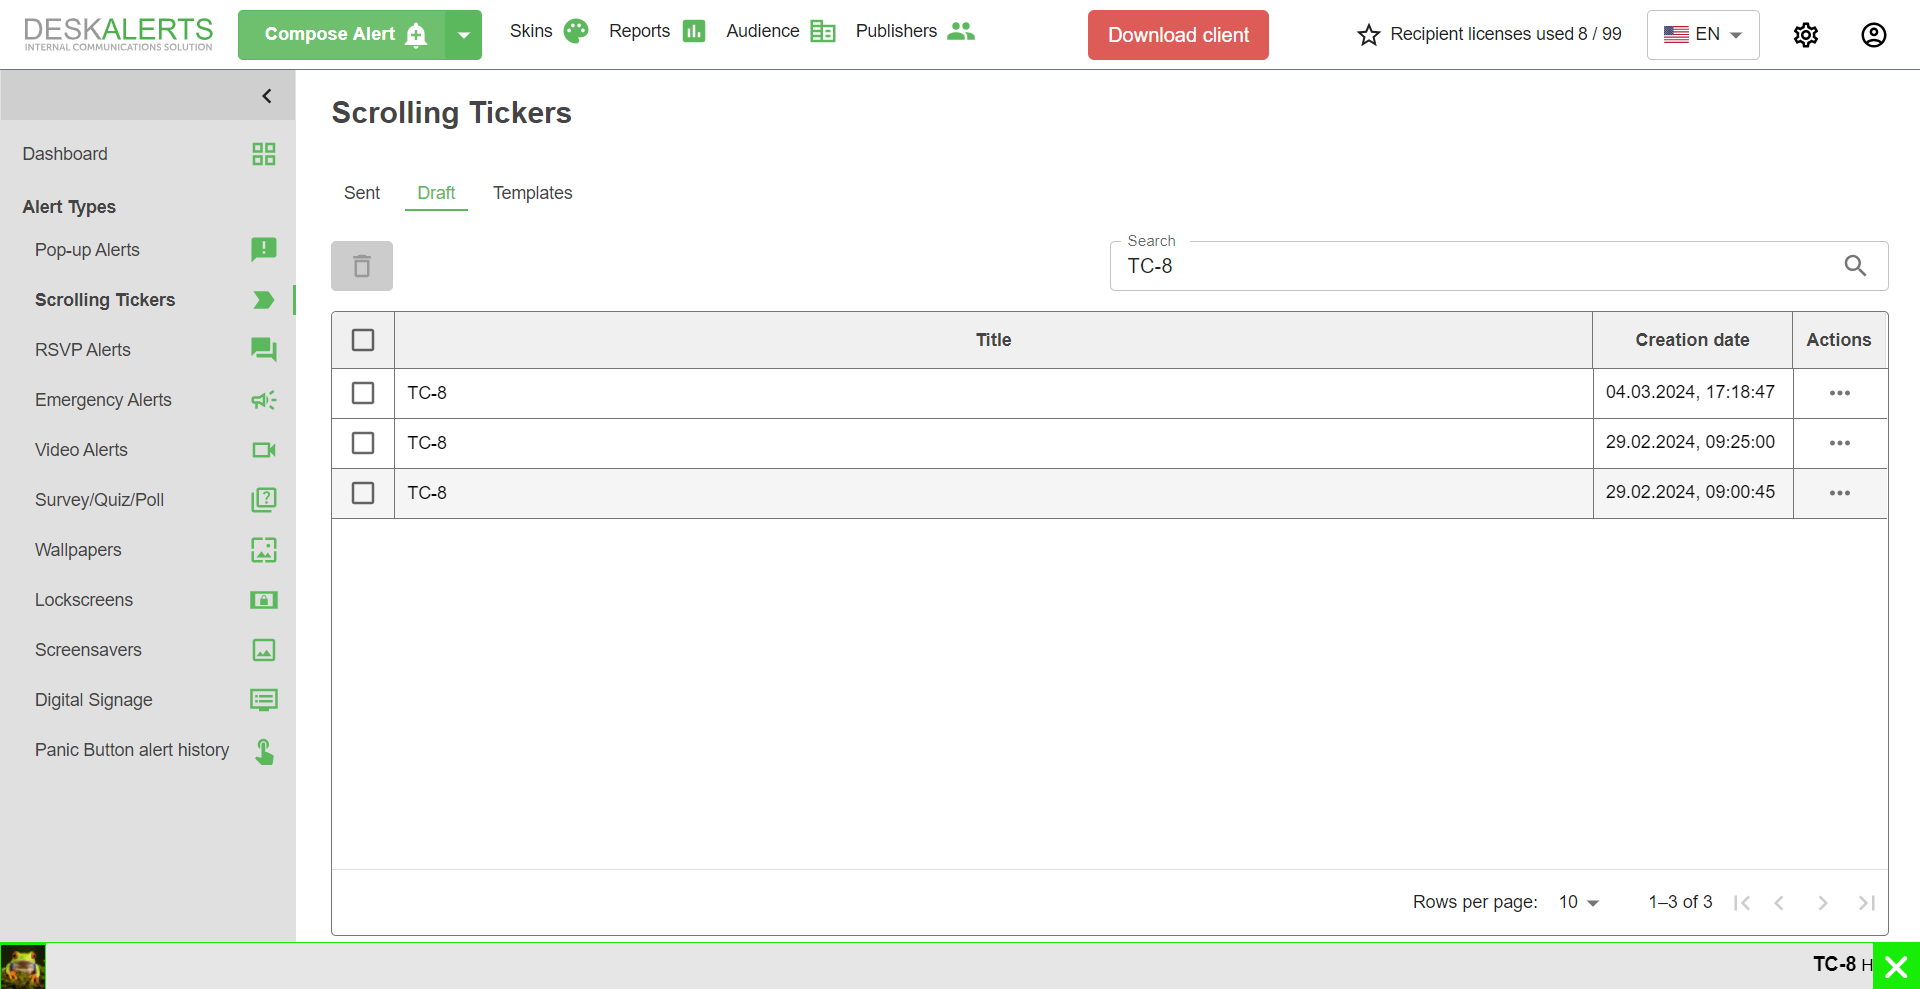 DESKALERTS
INTERNAL COMMUNICATIONS SOLUTION
Compose Alert
Skins
Reports
Audience
Publishers
Download client
Recipient licenses used 8 / 99
EN
Dashboard
Alert Types
Pop-up Alerts
Scrolling Tickers
RSVP Alerts
Emergency Alerts
Video Alerts
Survey/Quiz/Poll
Wallpapers
Lockscreens
Screensavers
Digital Signage
Panic Button alert history
Scrolling Tickers
Sent
Draft
Templates
Search
TC-8
Title
Creation date
Actions
TC-8
04.03.2024, 17:18:47
TC-8
29.02.2024, 09:25:00
TC-8
29.02.2024, 09:00:45
Rows per page:
10
1–3 of 3
TC-8 H